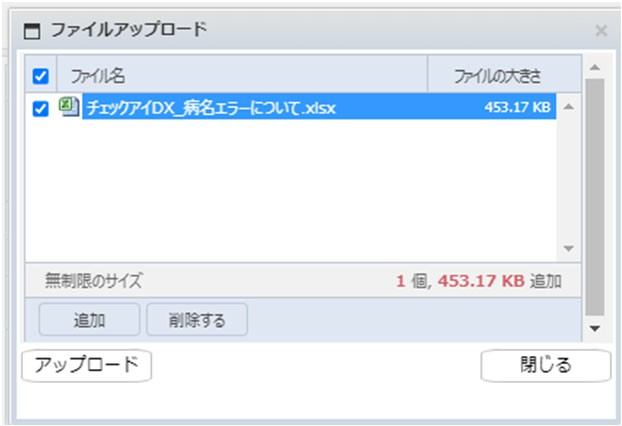 ファイルアップロード
ファイル名 ファイルの大きさ
チェックアイDX_病名エラーについて.xlsx 453.17 KB
無制限のサイズ 1 個, 453.17 KB 追加
追加 削除する
アップロード 閉じる